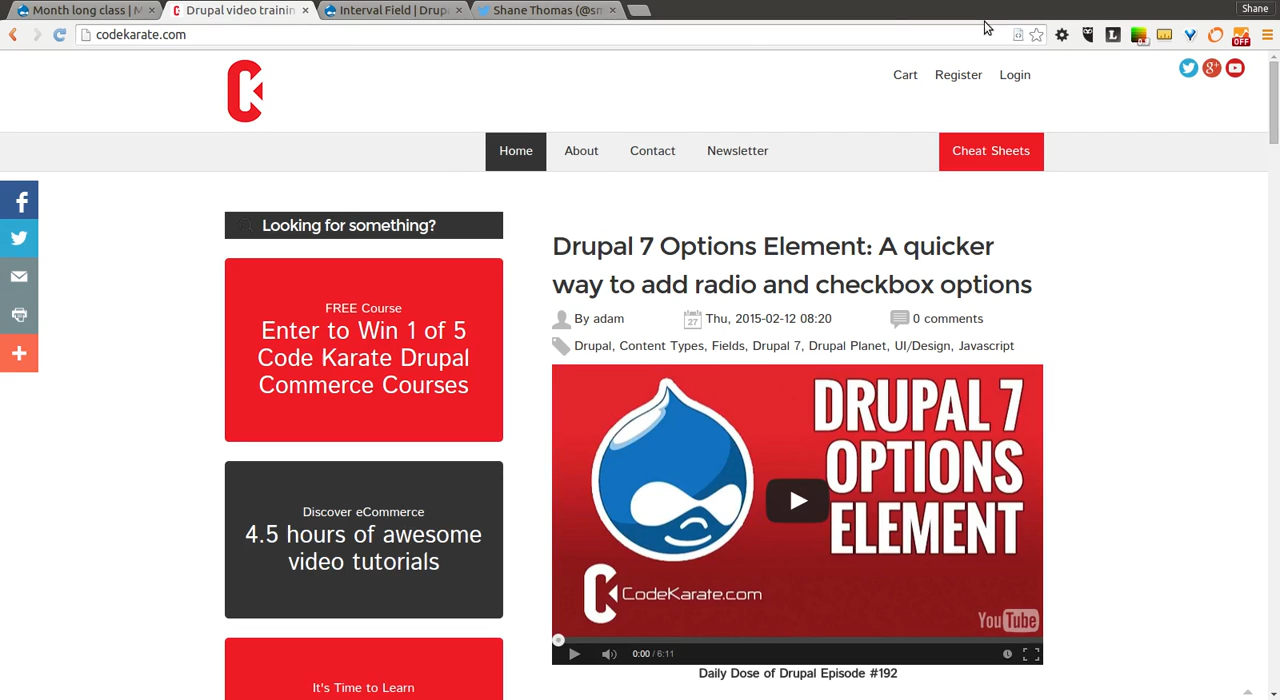 Month long class | M
Drupal video trainin
Interval Field | Drup
Shane Thomas (@sm
Shane
codekarate.com
L
OFF
Cart
Register
Login
Home
About
Contact
Newsletter
Cheat Sheets
Looking for something?
FREE Course
Enter to Win 1 of 5
Code Karate Drupal
Commerce Courses
Discover eCommerce
4.5 hours of awesome
video tutorials
It's Time to Learn
Drupal 7 Options Element: A quicker
way to add radio and checkbox options
By adam
27
Thu, 2015-02-12 08:20
0 comments
Drupal, Content Types, Fields, Drupal 7, Drupal Planet, UI/Design, Javascript
DRUPAL 7
OPTIONS
ELEMENT
CodeKarate.com
YouTube
0:00 / 6:11
Daily Dose of Drupal Episode #192